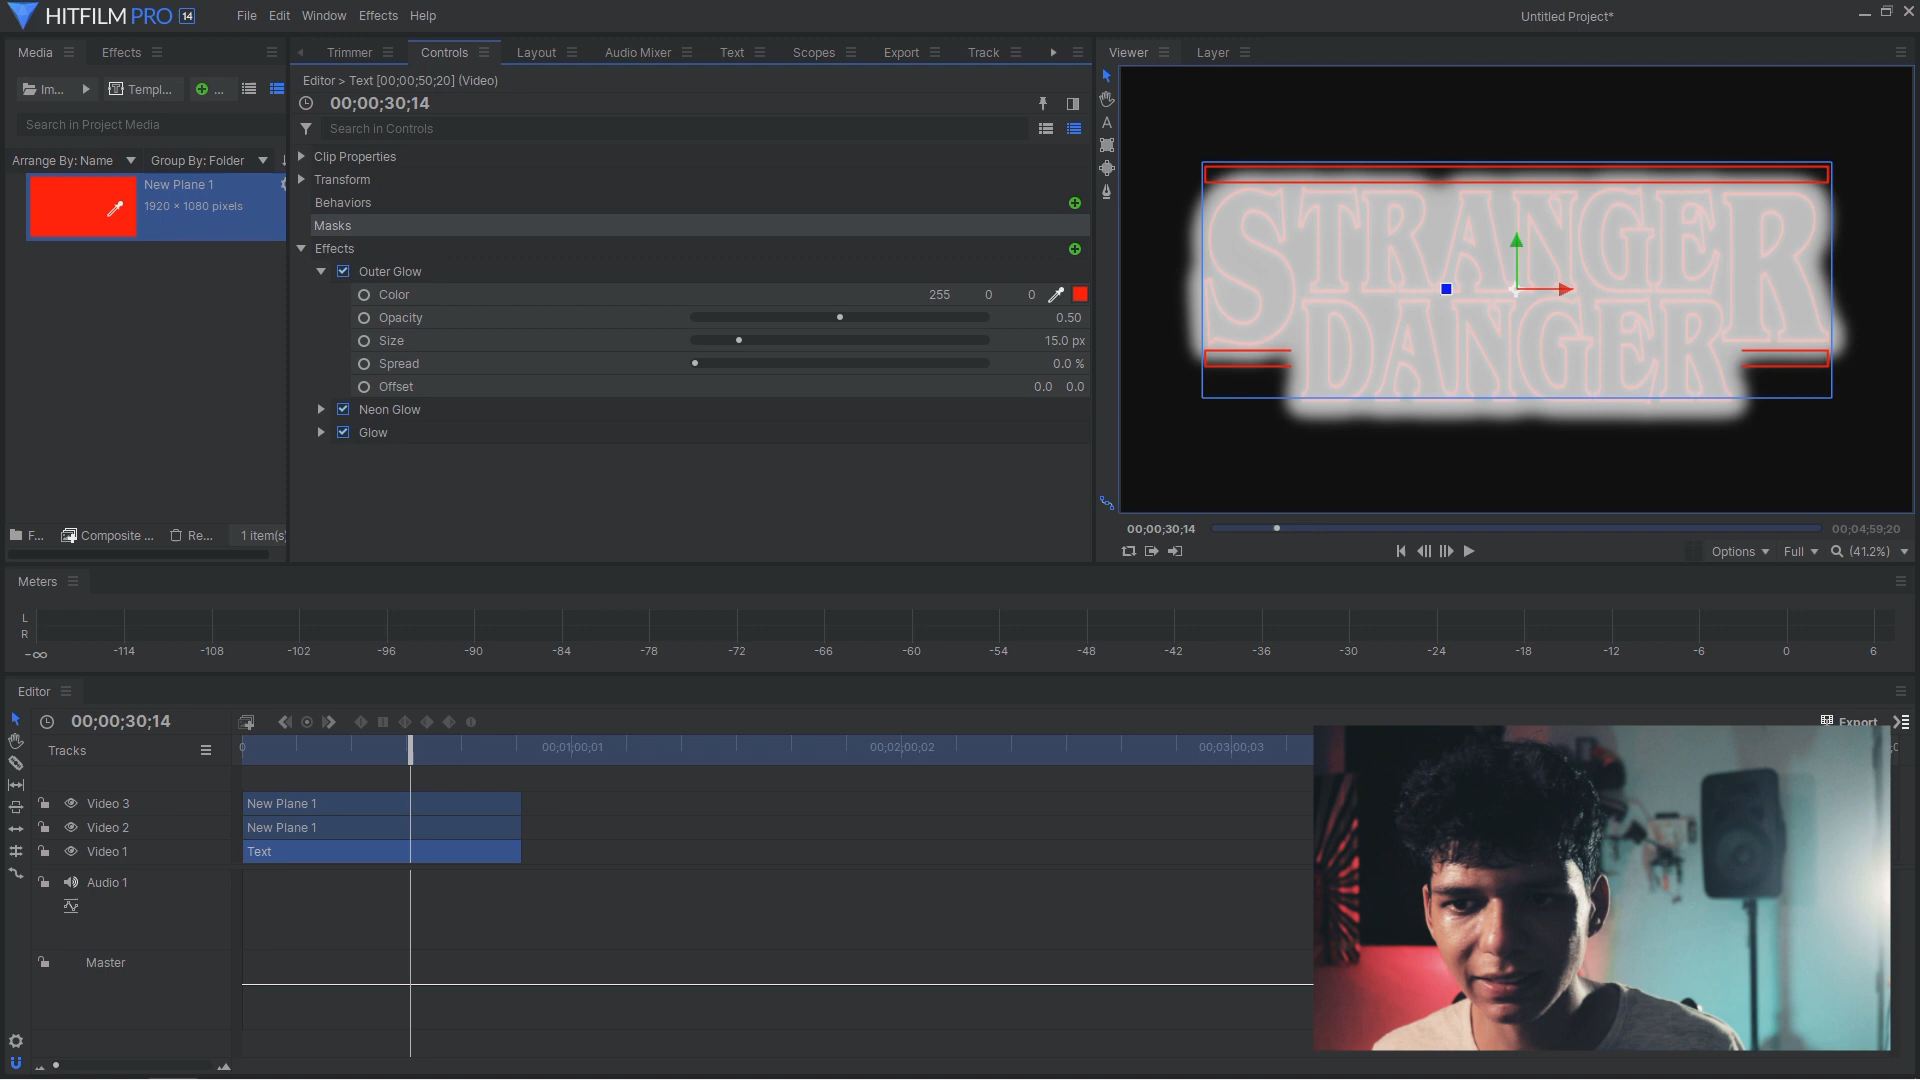 HITFILM PRO 14
File Edit Window Effects Help
Untitled Project*
Media Effects
Trimmer Controls Layout Audio Mixer Text Scopes Export Track
Viewer Layer
Im... Templ... ...
Search in Project Media
Arrange By: Name Group By: Folder
New Plane 1
1920 × 1080 pixels
F... Composite ... Re... 1 item(s)
Editor > Text [00;00;50;20] (Video)
00;00;30;14
Search in Controls
Clip Properties
Transform
Behaviors
Masks
Effects
Outer Glow
Color 255 0 0
Opacity 0.50
Size 15.0 px
Spread 0.0 %
Offset 0.0 0.0
Neon Glow
Glow
A
STRANGER
DANGER
00;00;30;14 00;04;59;20
Options Full (41.2%)
Meters
L
R
-∞ -114 -108 -102 -96 -90 -84 -78 -72 -66 -60 -54 -48 -42 -36 -30 -24 -18 -12 -6 0 6
Editor
00;00;30;14
Export
Tracks
0 00;01;00;01 00;02;00;02 00;03;00;03
Video 3 New Plane 1
Video 2 New Plane 1
Video 1 Text
Audio 1
Master